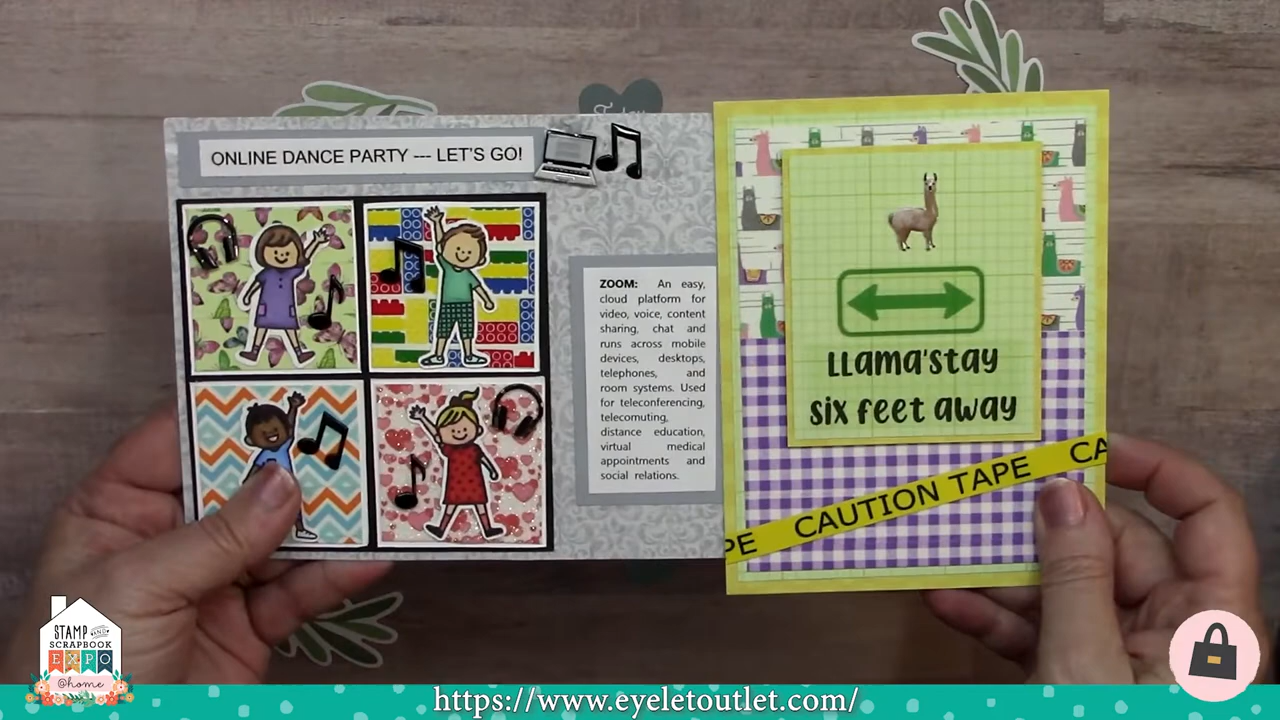 Today
ONLINE DANCE PARTY --- LET'S GO!
ZOOM: An easy,
cloud platform for
video, voice, content
sharing, chat and
runs across mobile
devices, desktops,
telephones, and
room systems. Used
for teleconferencing,
telecomuting,
distance education,
virtual medical
appointments and
social relations.
LLama'stay
six feet away
PE CAUTION TAPE CA
STAMP AND
SCRAPBOOK
EXPO
@home
https://www.eyeletoutlet.com/